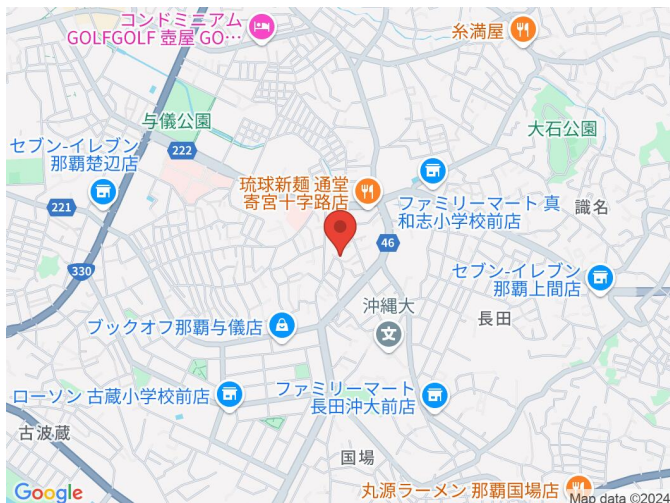 コンドミニアム
GOLFGOLF 壺屋 GO…
糸満屋
与儀公園
大石公園
222
セブン-イレブン
那覇楚辺店
琉球新麺 通堂
寄宮十字路店
ファミリーマート 真
和志小学校前店
221
識名
46
330
セブン-イレブン
那覇上間店
沖縄大
長田
ブックオフ那覇与儀店
文
ローソン 古蔵小学校前店
ファミリーマート
長田沖大前店
古波蔵
国場
丸源ラーメン 那覇国場店
Google
Map data ©2024